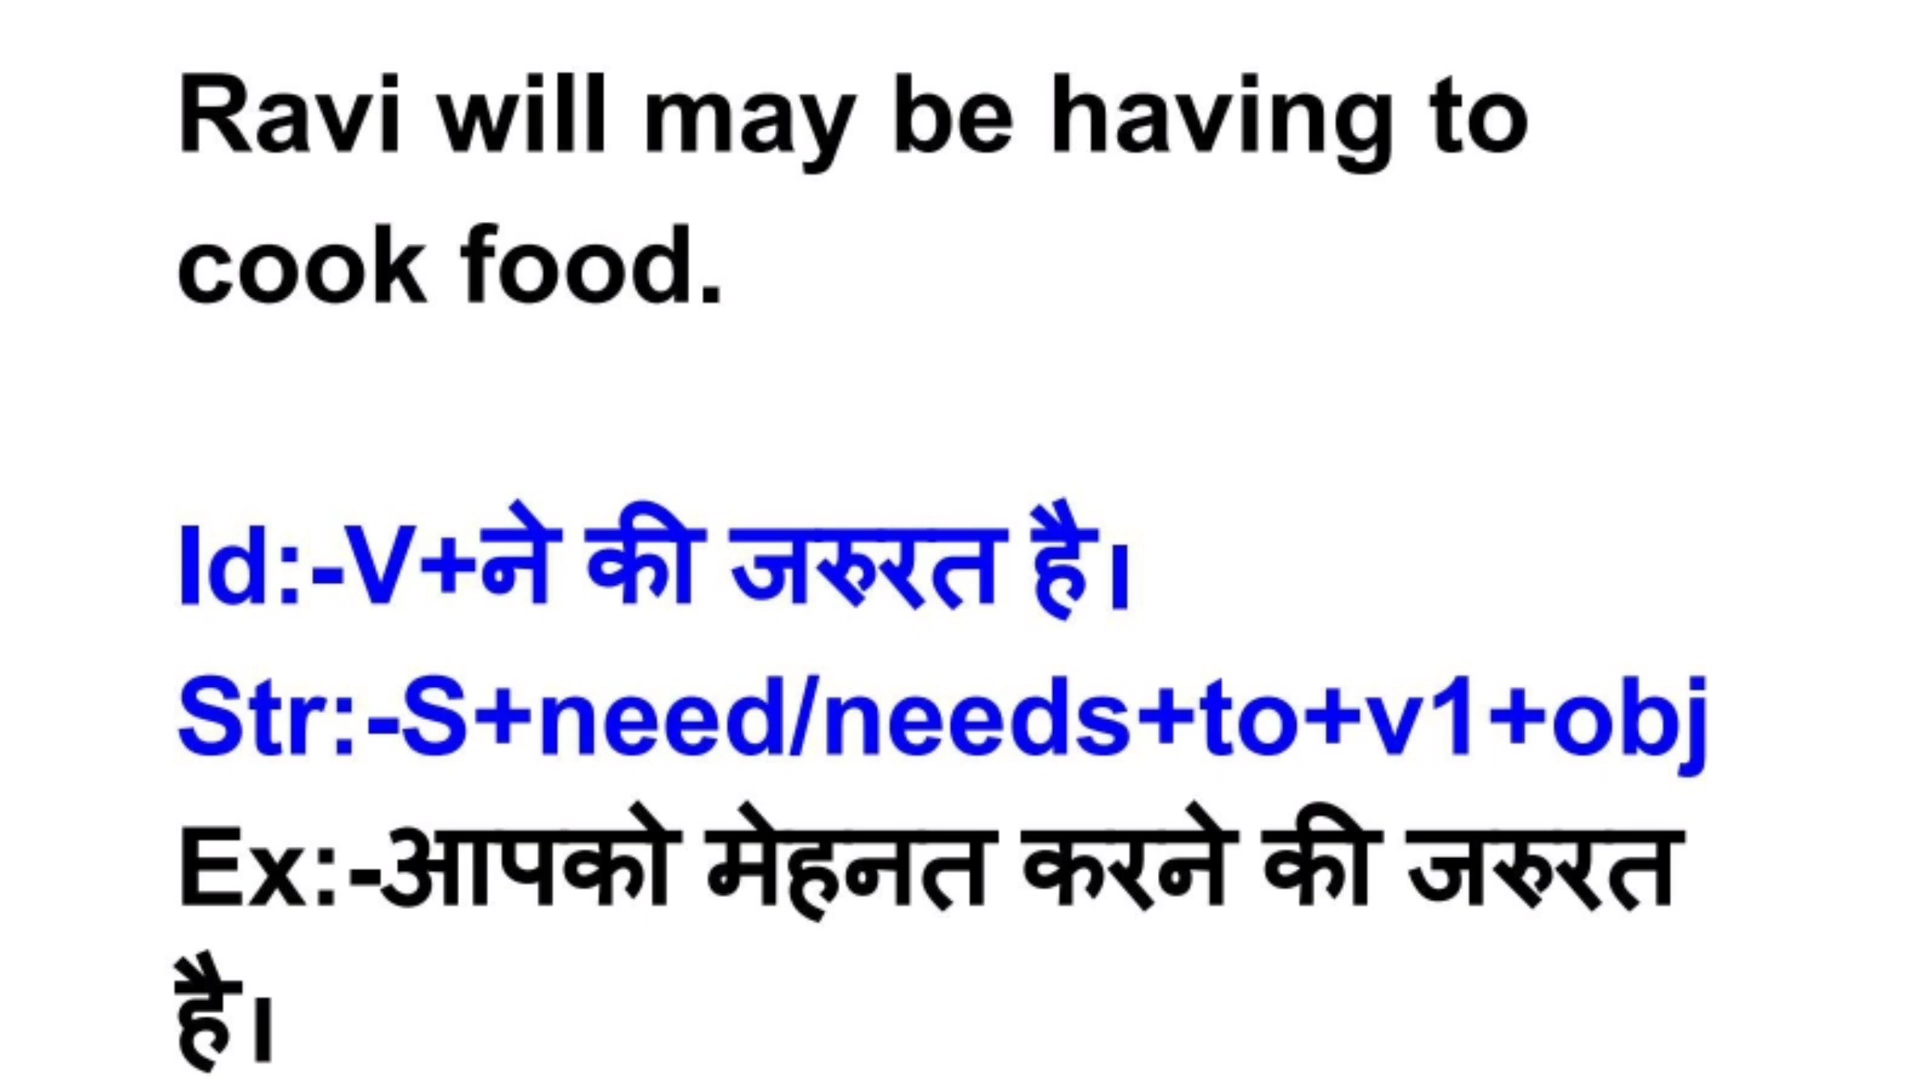 Ravi will may be having to
cook food.
Id:-V+ने की जरुरत है।
Str:-S+need/needs+to+v1+obj
Ex:-आपको मेहनत करने की जरुरत
है।